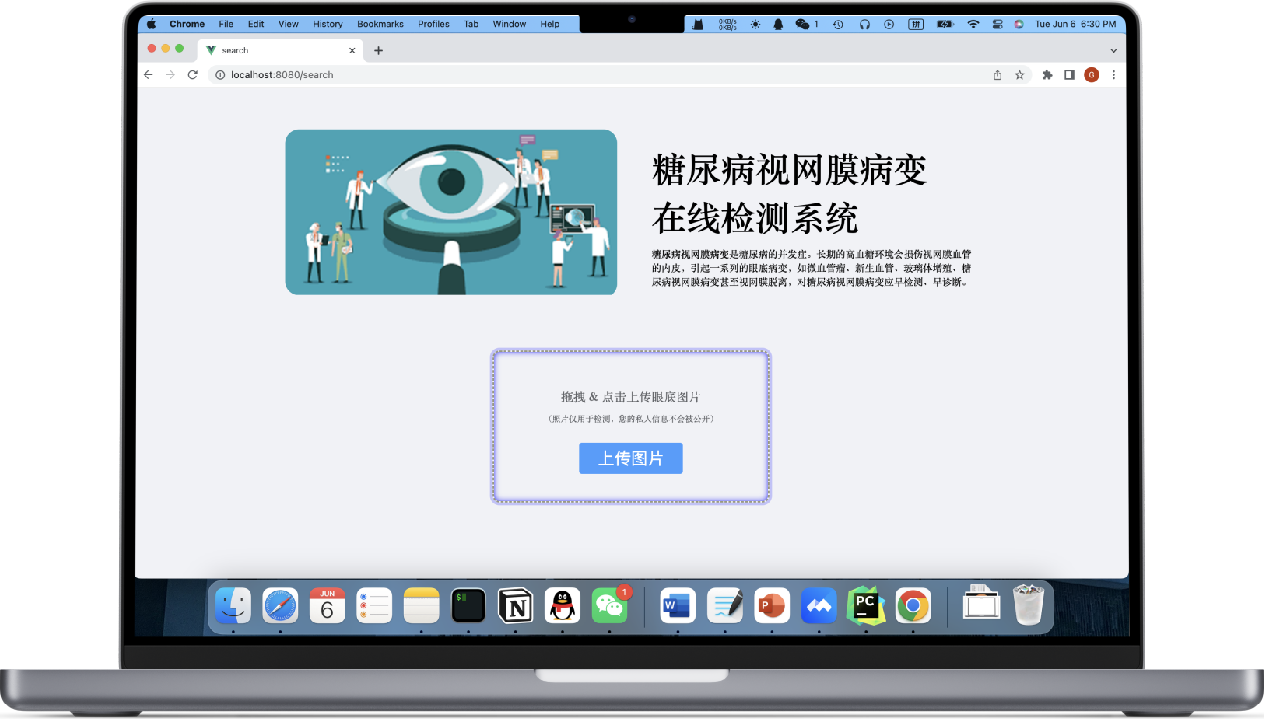 Chrome File Edit View History Bookmarks Profiles Tab Window Help
0KB/s
0KB/s
1
拼
Tue Jun 6 6:30 PM
search
localhost:8080/search
G
糖尿病视网膜病变
在线检测系统
糖尿病视网膜病变是糖尿病的并发症。长期的高血糖环境会损伤视网膜血管
的内皮，引起一系列的眼底病变，如微血管瘤、新生血管、玻璃体增殖、糖
尿病视网膜病变甚至视网膜脱离，对糖尿病视网膜病变应早检测、早诊断。
拖拽 & 点击上传眼底图片
（照片仅用于检测，您的私人信息不会被公开）
上传图片
JUN
6
1
W
P
PC